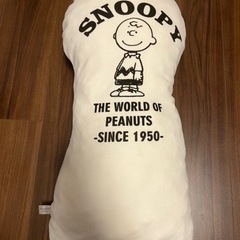 SNOOPY
THE WORLD OF
PEANUTS
-SINCE 1950-